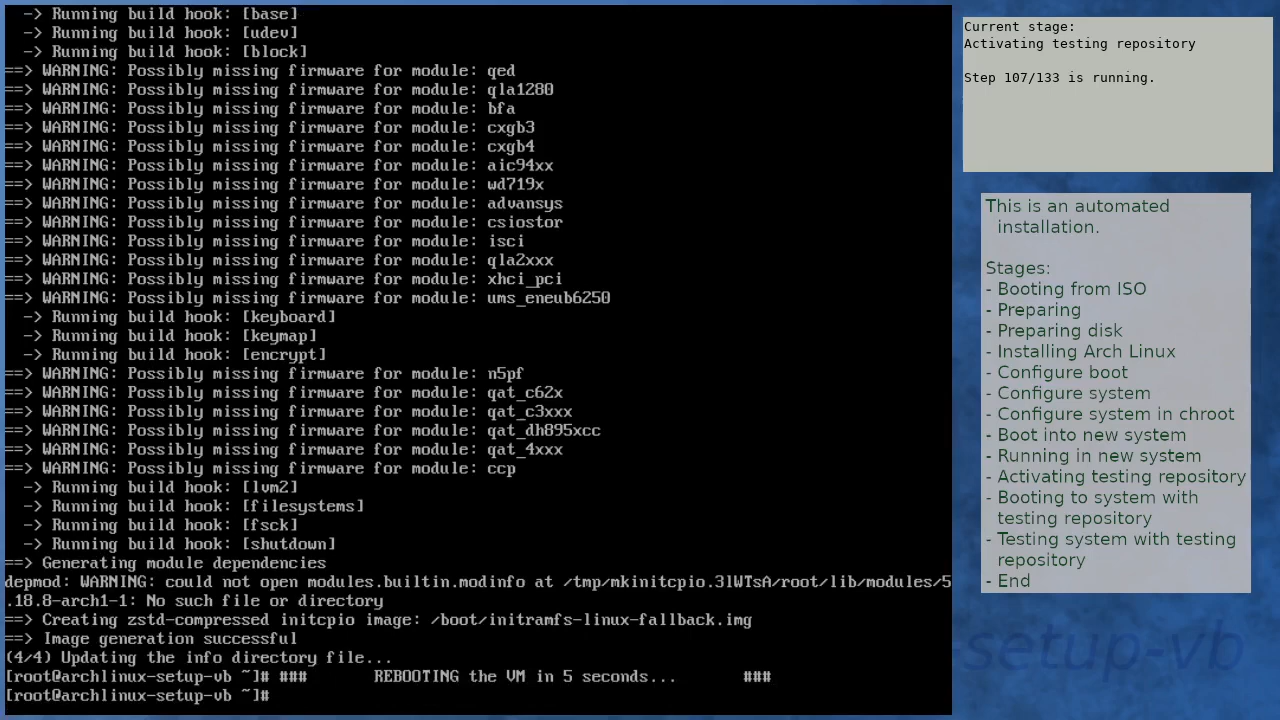 -> Running build hook: [base]
-> Running build hook: [udev]
-> Running build hook: [block]
==> WARNING: Possibly missing firmware for module: qed
==> WARNING: Possibly missing firmware for module: qla1280
==> WARNING: Possibly missing firmware for module: bfa
==> WARNING: Possibly missing firmware for module: cxgb3
==> WARNING: Possibly missing firmware for module: cxgb4
==> WARNING: Possibly missing firmware for module: aic94xx
==> WARNING: Possibly missing firmware for module: wd719x
==> WARNING: Possibly missing firmware for module: advansys
==> WARNING: Possibly missing firmware for module: csiostor
==> WARNING: Possibly missing firmware for module: isci
==> WARNING: Possibly missing firmware for module: qla2xxx
==> WARNING: Possibly missing firmware for module: xhci_pci
==> WARNING: Possibly missing firmware for module: ums_eneub6250
-> Running build hook: [keyboard]
-> Running build hook: [keymap]
-> Running build hook: [encrypt]
==> WARNING: Possibly missing firmware for module: n5pf
==> WARNING: Possibly missing firmware for module: qat_c62x
==> WARNING: Possibly missing firmware for module: qat_c3xxx
==> WARNING: Possibly missing firmware for module: qat_dh895xcc
==> WARNING: Possibly missing firmware for module: qat_4xxx
==> WARNING: Possibly missing firmware for module: ccp
-> Running build hook: [lvm2]
-> Running build hook: [filesystems]
-> Running build hook: [fsck]
-> Running build hook: [shutdown]
==> Generating module dependencies
depmod: WARNING: could not open modules.builtin.modinfo at /tmp/mkinitcpio.3lWTsA/root/lib/modules/5
.18.8-arch1-1: No such file or directory
==> Creating zstd-compressed initcpio image: /boot/initramfs-linux-fallback.img
==> Image generation successful
(4/4) Updating the info directory file...
[root@archlinux-setup-vb ~]# ### REBOOTING the VM in 5 seconds... ###
[root@archlinux-setup-vb ~]#
Current stage:
Activating testing repository
Step 107/133 is running.
This is an automated
installation.
Stages:
- Booting from ISO
- Preparing
- Preparing disk
- Installing Arch Linux
- Configure boot
- Configure system
- Configure system in chroot
- Boot into new system
- Running in new system
- Activating testing repository
- Booting to system with
testing repository
- Testing system with testing
repository
- End
-setup-vb